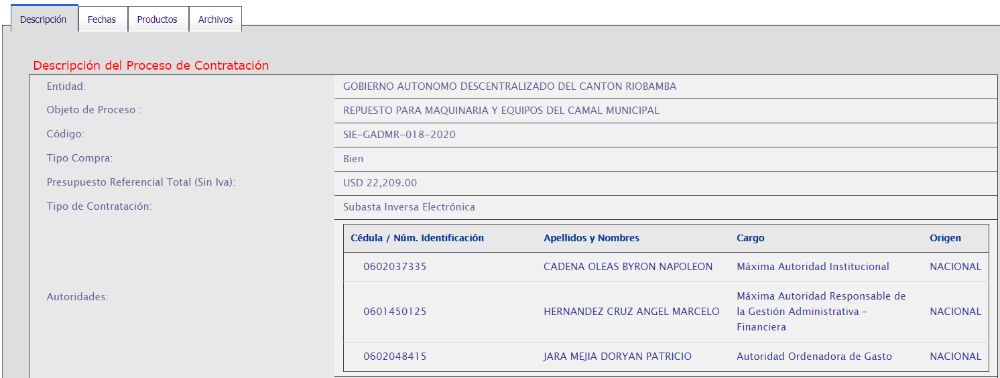 Descripción Fechas Productos Archivos
Descripción del Proceso de Contratación
Entidad: GOBIERNO AUTONOMO DESCENTRALIZADO DEL CANTON RIOBAMBA
Objeto de Proceso : REPUESTO PARA MAQUINARIA Y EQUIPOS DEL CAMAL MUNICIPAL
Código: SIE-GADMR-018-2020
Tipo Compra: Bien
Presupuesto Referencial Total (Sin Iva): USD 22,209.00
Tipo de Contratación: Subasta Inversa Electrónica
Autoridades:
Cédula / Núm. Identificación Apellidos y Nombres Cargo Origen
0602037335 CADENA OLEAS BYRON NAPOLEON Máxima Autoridad Institucional NACIONAL
0601450125 HERNANDEZ CRUZ ANGEL MARCELO Máxima Autoridad Responsable de
la Gestión Administrativa -
Financiera NACIONAL
0602048415 JARA MEJIA DORYAN PATRICIO Autoridad Ordenadora de Gasto NACIONAL